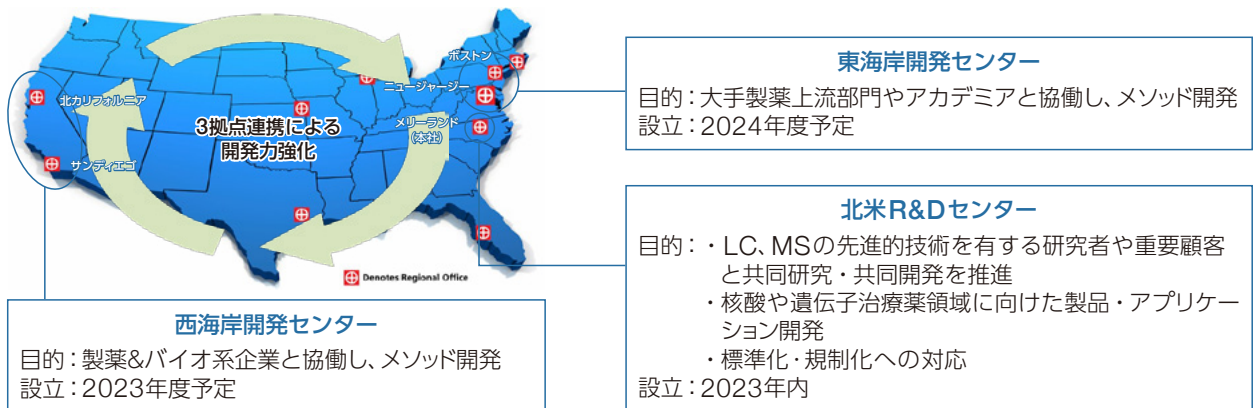 ボストン
ニュージャージー
北カリフォルニア
3拠点連携による
開発力強化
メリーランド
(本社)
サンディエゴ
Denotes Regional Office
東海岸開発センター
目的：大手製薬上流部門やアカデミアと協働し、メソッド開発
設立：2024年度予定
北米R&Dセンター
目的：・LC、MSの先進的技術を有する研究者や重要顧客
と共同研究・共同開発を推進
・核酸や遺伝子治療薬領域に向けた製品・アプリケー
ション開発
・標準化・規制化への対応
設立：2023年内
西海岸開発センター
目的：製薬&バイオ系企業と協働し、メソッド開発
設立：2023年度予定